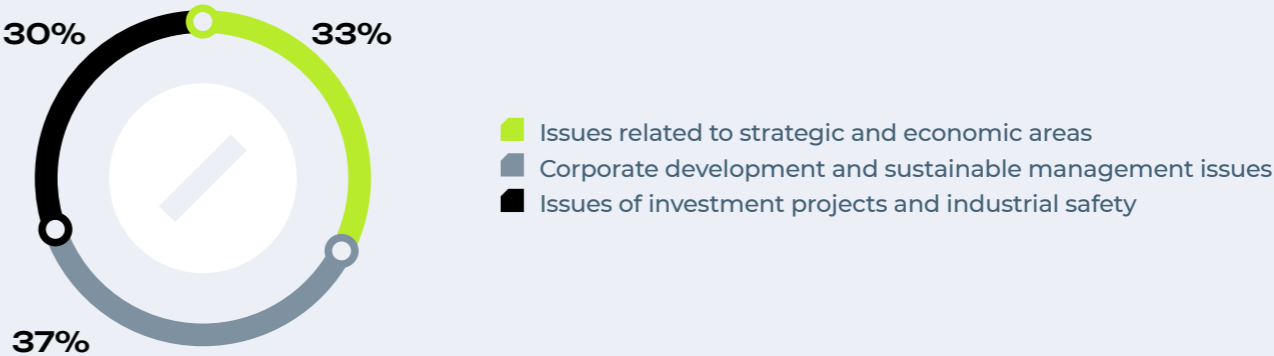 30%
33%
Issues related to strategic and economic areas
Corporate development and sustainable management issues
Issues of investment projects and industrial safety
37%